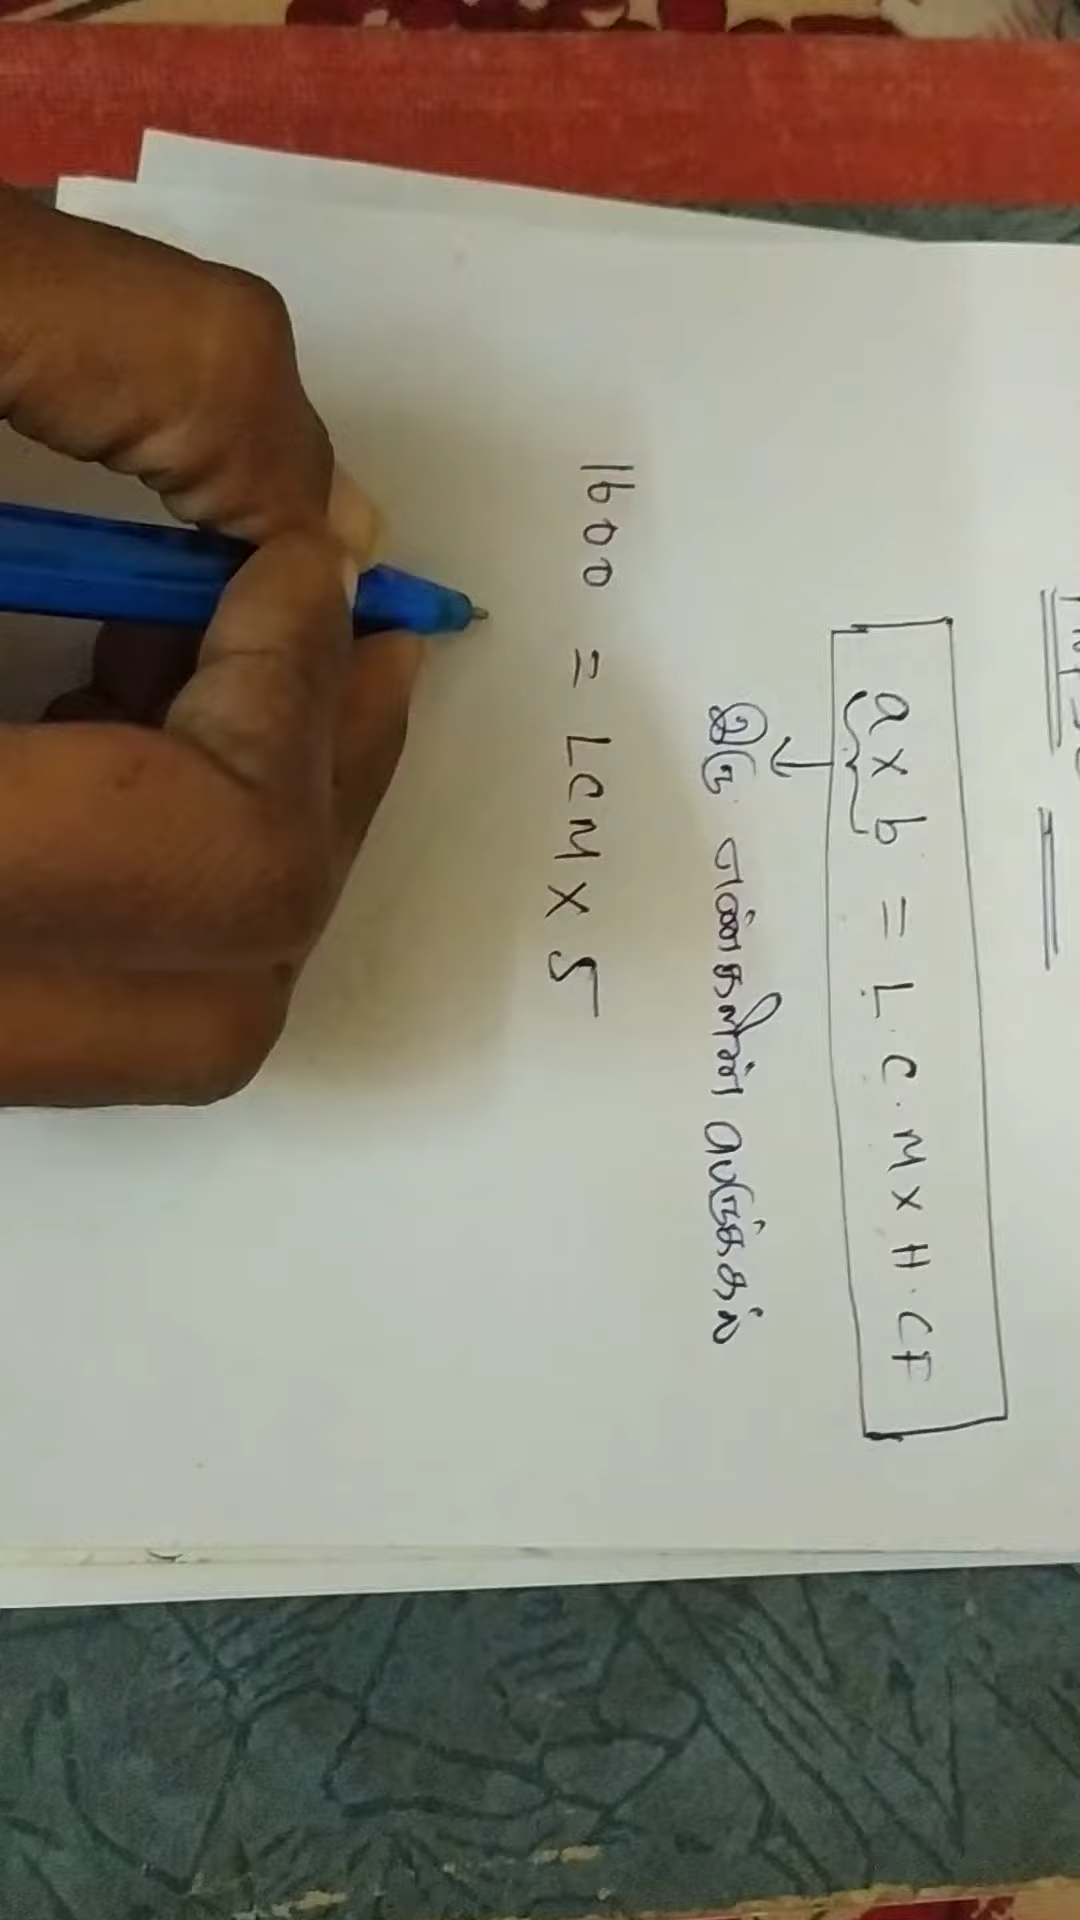 a x b = L.C.M x H.CF
இரு எண்களின் பெருக்கல்
1600 = LCM x 5